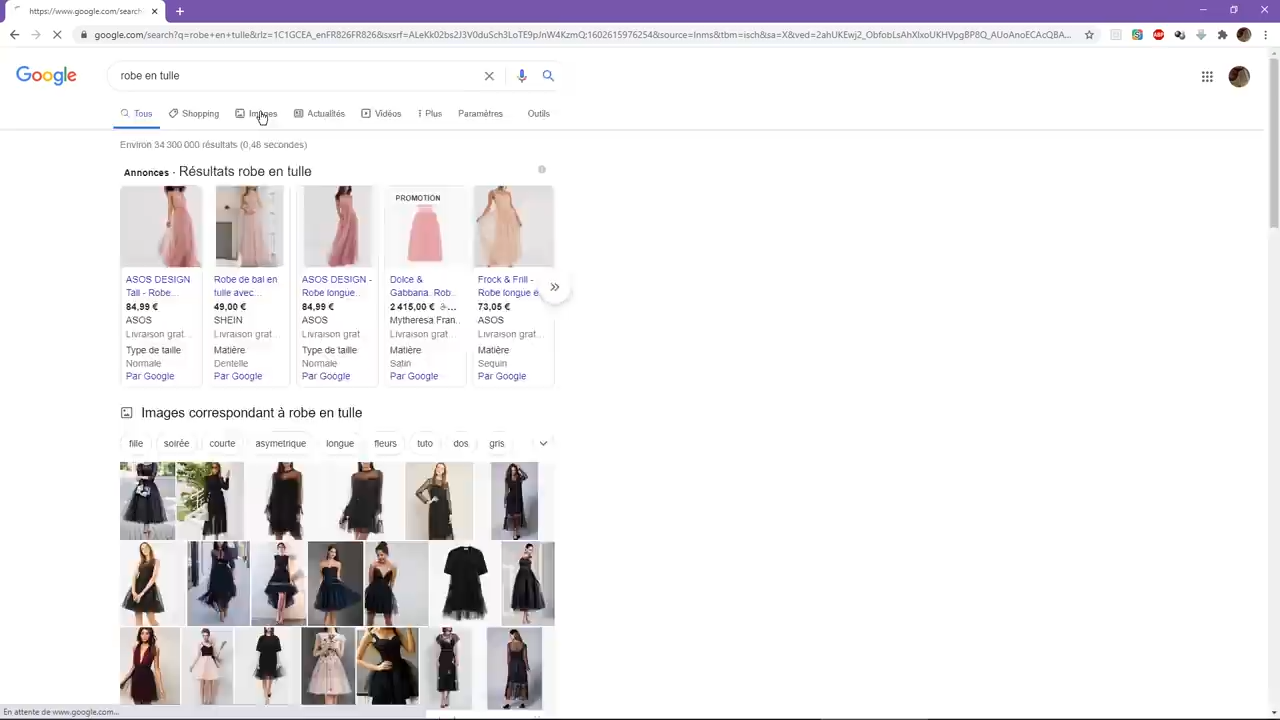 https://www.google.com/search
google.com/search?q=robe+en+tulle&rlz=1C1GCEA_enFR826FR826&sxsrf=ALeKk02bs2J3V0duSch3LoTE9pJnW4KzmQ:1602615976254&source=lnms&tbm=isch&sa=X&ved=2ahUKEwj2_ObfobLsAhXlxoUKHVpgBP8Q_AUoAnoECAcQBA...
Google
robe en tulle
Tous Shopping Images Actualités Vidéos Plus Paramètres Outils
Environ 34 300 000 résultats (0,48 secondes)
Annonces · Résultats robe en tulle
PROMOTION
ASOS DESIGN Robe de bal en ASOS DESIGN - Dolce & Frock & Frill -
Tall - Robe... tulle avec... Robe longue... Gabbana. Rob... Robe longue é...
84,99 € 49,00 € 84,99 € 2 415,00 € 73,05 €
ASOS SHEIN ASOS Mytheresa Fran... ASOS
Livraison grat... Livraison grat... Livraison grat... Livraison grat... Livraison grat...
Type de taille Matière Type de taille Matière Matière
Normale Dentelle Normale Satin Sequin
Par Google Par Google Par Google Par Google Par Google
Images correspondant à robe en tulle
fille soirée courte asymetrique longue fleurs tuto dos gris
En attente de www.google.com...